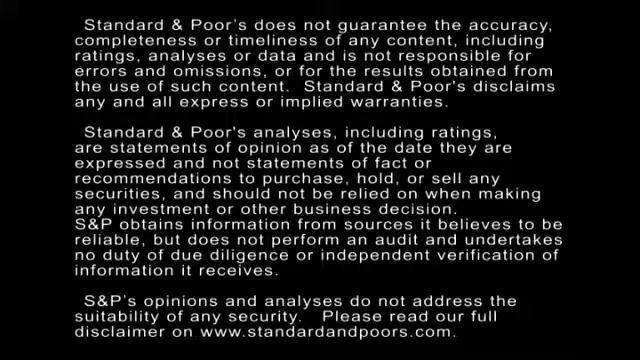 Standard & Poor's does not guarantee the accuracy,
completeness or timeliness of any content, including
ratings, analyses or data and is not responsible for
errors and omissions, or for the results obtained from
the use of such content. Standard & Poor's disclaims
any and all express or implied warranties.
Standard & Poor's analyses, including ratings,
are statements of opinion as of the date they are
expressed and not statements of fact or
recommendations to purchase, hold, or sell any
securities, and should not be relied on when making
any investment or other business decision.
S&P obtains information from sources it believes to be
reliable, but does not perform an audit and undertakes
no duty of due diligence or independent verification of
information it receives.
S&P's opinions and analyses do not address the
suitability of any security. Please read our full
disclaimer on www.standardandpoors.com.